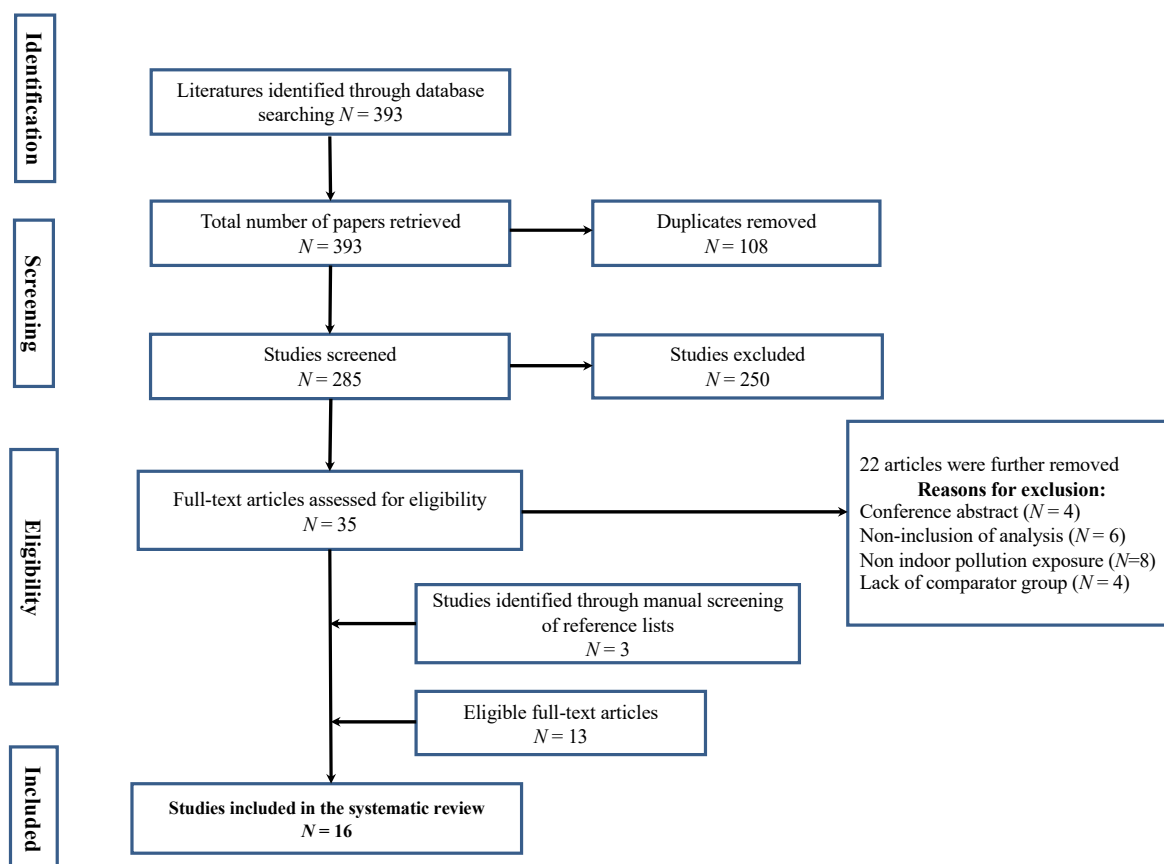 Identification
Literatures identified through database
searching N = 393
Total number of papers retrieved
N = 393
Duplicates removed
N = 108
Screening
Studies screened
N = 285
Studies excluded
N = 250
Eligibility
Full-text articles assessed for eligibility
N = 35
22 articles were further removed
Reasons for exclusion:
Conference abstract (N = 4)
Non-inclusion of analysis (N = 6)
Non indoor pollution exposure (N=8)
Lack of comparator group (N = 4)
Studies identified through manual screening
of reference lists
N = 3
Eligible full-text articles
N = 13
Included
Studies included in the systematic review
N = 16